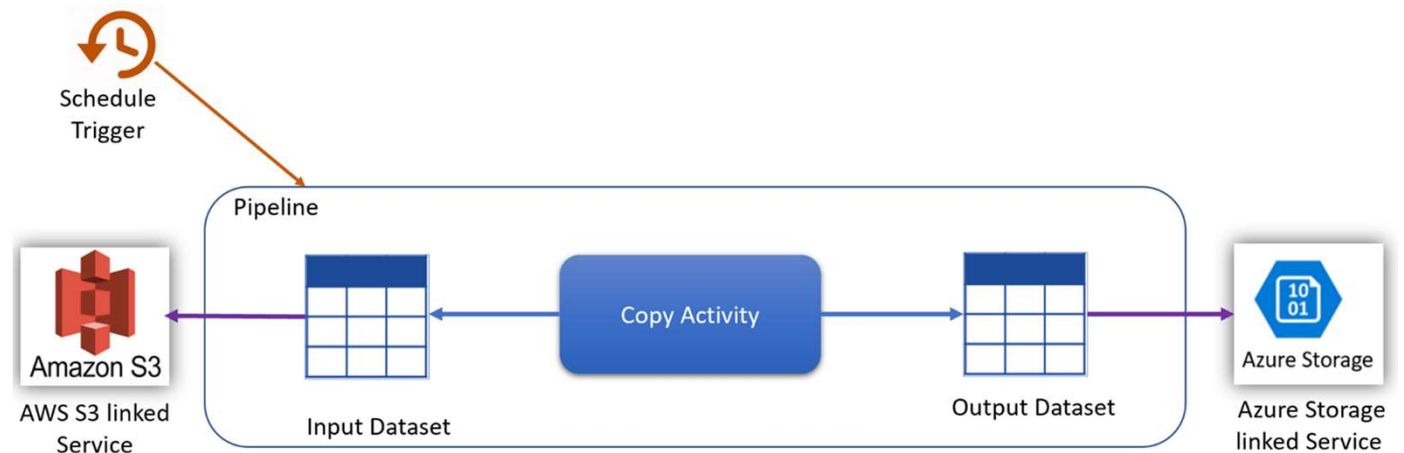 Schedule
Trigger
Pipeline
Amazon S3
AWS S3 linked
Service
Input Dataset
Copy Activity
Output Dataset
10
01
Azure Storage
Azure Storage
linked Service